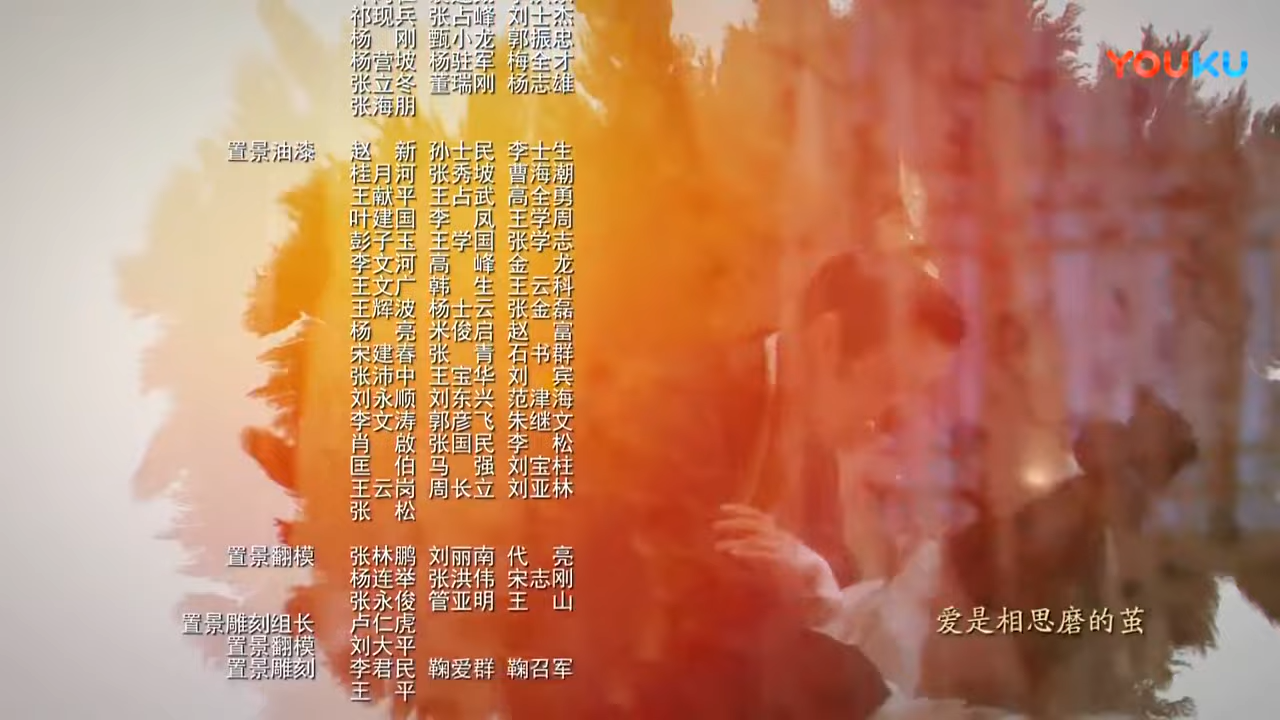 祁现兵 张占峰 刘士杰
YOUKU
杨 刚 甄小龙 郭振忠
杨营坡 杨驻军 梅全才
张立冬 董瑞刚 杨志雄
张海朋
置景油漆 赵 新 孙士民 李士生
桂月河 张秀坡 曹海潮
王献平 王占武 高全勇
叶建国 李 凤 王学周
彭子玉 王学国 张学志
李文河 高 峰 金 龙
王文广 韩 生 王云科
王辉波 杨士云 张金磊
杨 亮 米俊启 赵 富
宋建春 张 青 石书群
张沛中 王宝华 刘 宾
刘永顺 刘东兴 范津海
李文涛 郭彦飞 朱继文
肖 啟 张国民 李 松
匡 伯 马 强 刘宝柱
王云岗 周长立 刘亚林
张 松
置景翻模 张林鹏 刘丽南 代 亮
杨连举 张洪伟 宋志刚
张永俊 管亚明 王 山
置景雕刻组长 卢仁虎
爱是相思磨的茧
置景翻模 刘大平
置景雕刻 李君民 鞠爱群 鞠召军
王 平